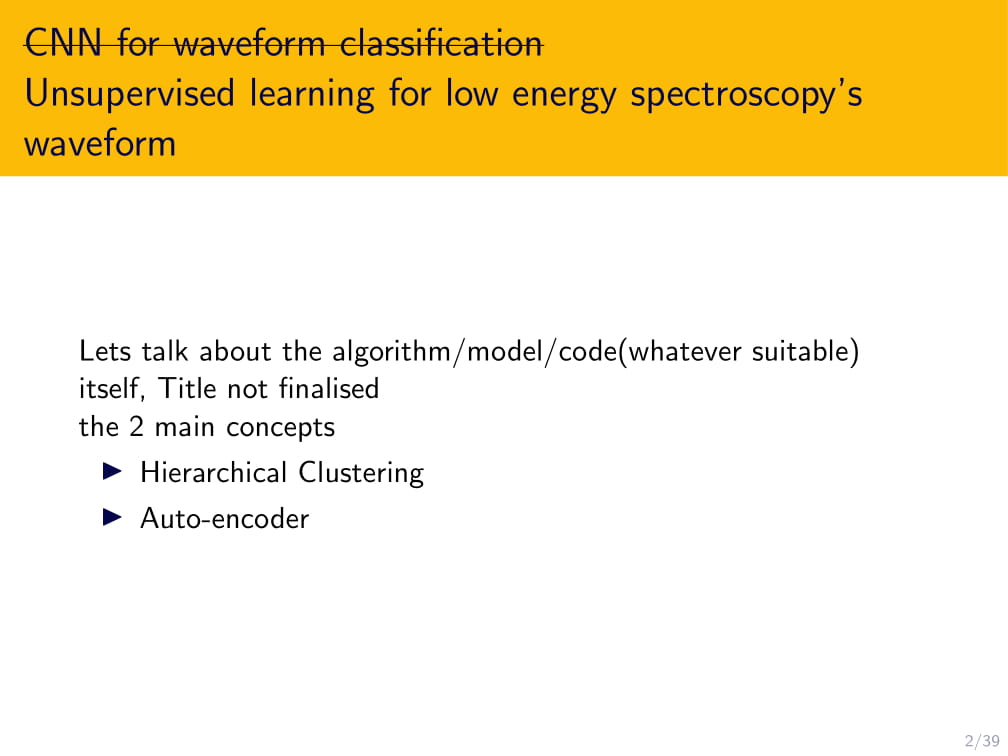 CNN for waveform classification
Unsupervised learning for low energy spectroscopy's
waveform
Lets talk about the algorithm/model/code(whatever suitable)
itself, Title not finalised
the 2 main concepts
Hierarchical Clustering
Auto-encoder
2/39